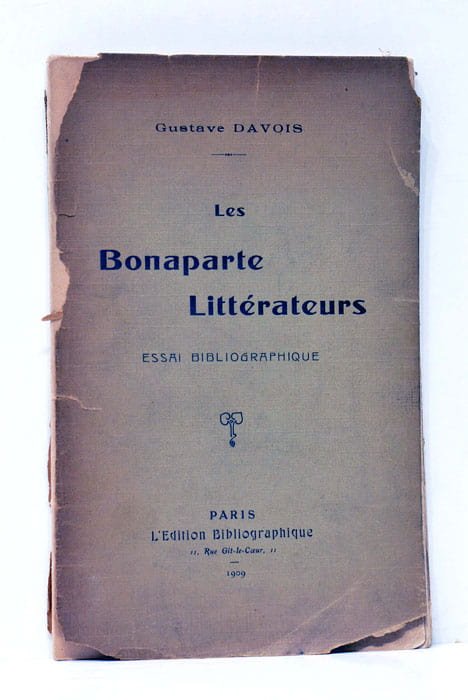 Gustave DAVOIS
Les
Bonaparte
Littérateurs
ESSAI BIBLIOGRAPHIQUE
PARIS
L'Edition Bibliographique
11, Rue Gît-le-Cœur, 11
1909